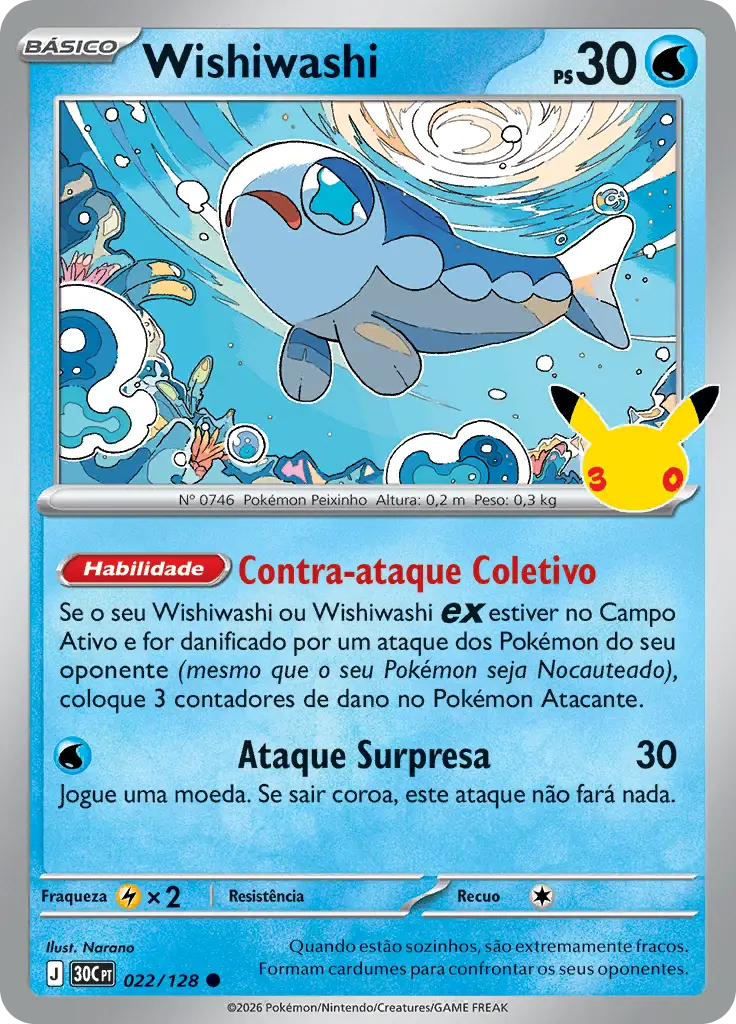 BÁSICO
Wishiwashi
PS 30
30
Nº 0746 Pokémon Peixinho Altura: 0,2 m Peso: 0,3 kg
Habilidade Contra-ataque Coletivo
Se o seu Wishiwashi ou Wishiwashi ex estiver no Campo
Ativo e for danificado por um ataque dos Pokémon do seu
oponente (mesmo que o seu Pokémon seja Nocauteado),
coloque 3 contadores de dano no Pokémon Atacante.
Ataque Surpresa 30
Jogue uma moeda. Se sair coroa, este ataque não fará nada.
Fraqueza ×2 Resistência Recuo
Ilust. Narano
Quando estão sozinhos, são extremamente fracos.
Formam cardumes para confrontar os seus oponentes.
J 30C PT 022/128
©2026 Pokémon/Nintendo/Creatures/GAME FREAK